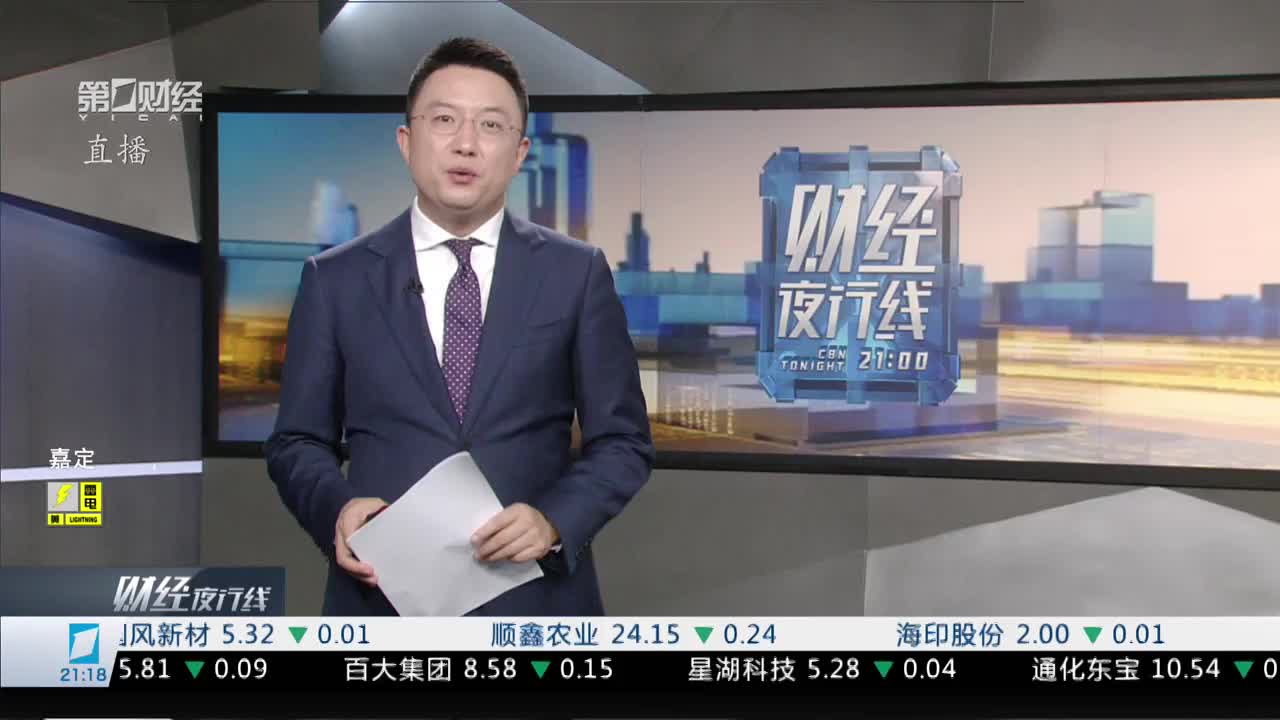 第一财经
YICAI
直播
财经
夜行线
CBN
TONIGHT 21:00
嘉定
雷电
黄 LIGHTNING
财经夜行线
风新材 5.32 ▼ 0.01 顺鑫农业 24.15 ▼ 0.24 海印股份 2.00 ▼ 0.01
21:18
5.81 ▼ 0.09 百大集团 8.58 ▼ 0.15 星湖科技 5.28 ▼ 0.04 通化东宝 10.54 ▼ 0